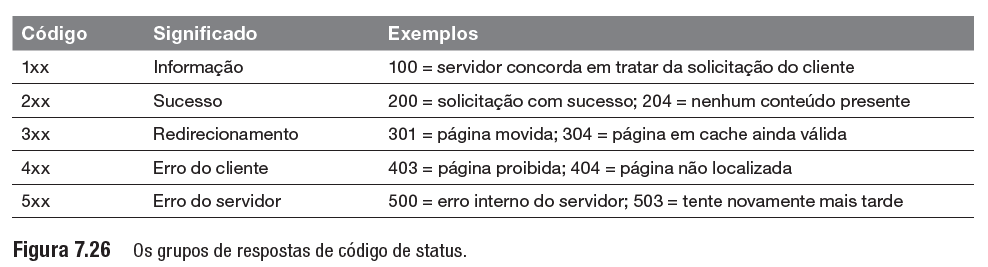 Código Significado Exemplos
1xx Informação 100 = servidor concorda em tratar da solicitação do cliente
2xx Sucesso 200 = solicitação com sucesso; 204 = nenhum conteúdo presente
3xx Redirecionamento 301 = página movida; 304 = página em cache ainda válida
4xx Erro do cliente 403 = página proibida; 404 = página não localizada
5xx Erro do servidor 500 = erro interno do servidor; 503 = tente novamente mais tarde
Figura 7.26 Os grupos de respostas de código de status.